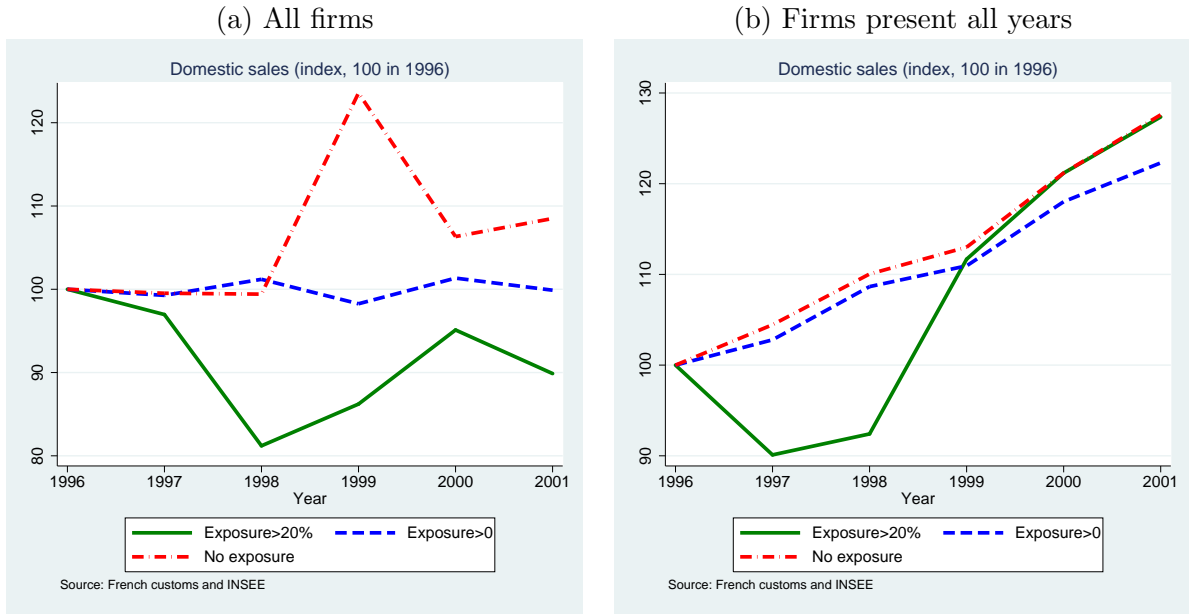 (a) All firms
Domestic sales (index, 100 in 1996)
120
110
100
90
80
1996 1997 1998 1999 2000 2001
Year
Exposure>20% Exposure>0
No exposure
Source: French customs and INSEE
(b) Firms present all years
Domestic sales (index, 100 in 1996)
130
120
110
100
90
1996 1997 1998 1999 2000 2001
Year
Exposure>20% Exposure>0
No exposure
Source: French customs and INSEE